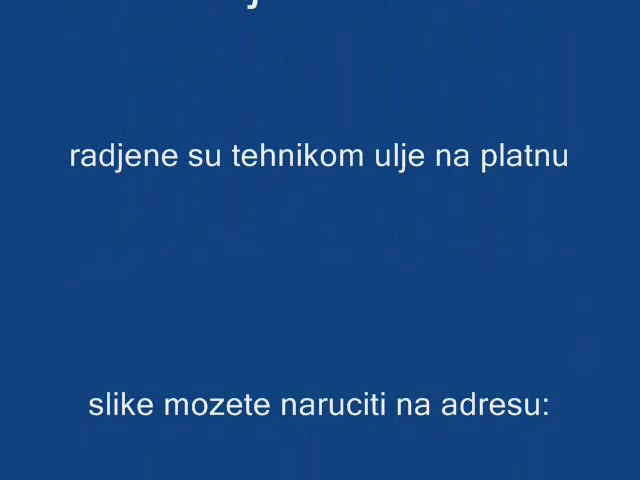 radjene su tehnikom ulje na platnu
slike mozete naruciti na adresu: